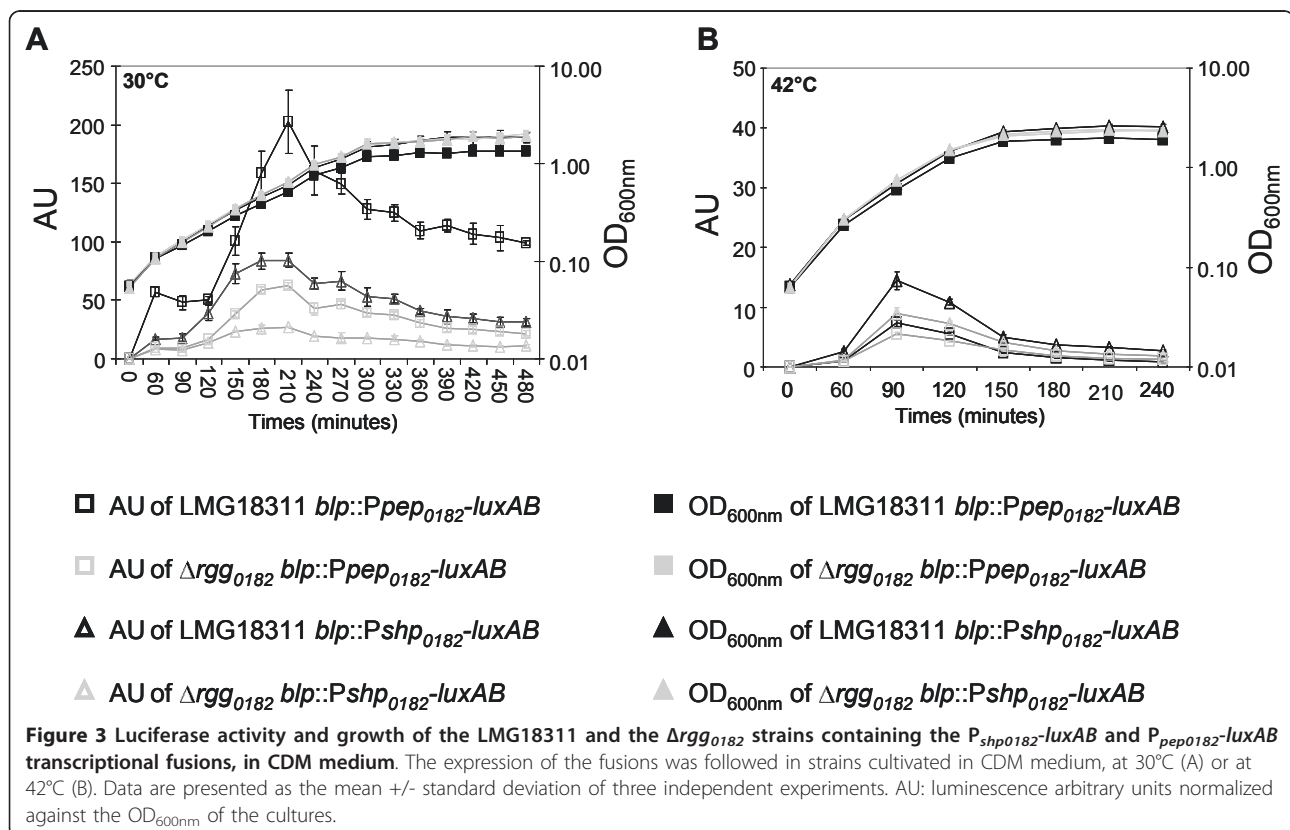 A
B
250
200
150
100
50
0
AU
30°C
10.00
1.00
0.10
0.01
OD600nm
0 60 90 120 150 180 210 240 270 300 330 360 390 420 450 480
Times (minutes)
50
40
30
20
10
0
AU
42°C
10.00
1.00
0.10
0.01
OD600nm
0 60 90 120 150 180 210 240
Times (minutes)
AU of LMG18311 blp::Ppep0182-luxAB
OD600nm of LMG18311 blp::Ppep0182-luxAB
AU of Δrgg0182 blp::Ppep0182-luxAB
OD600nm of Δrgg0182 blp::Ppep0182-luxAB
AU of LMG18311 blp::Pshp0182-luxAB
OD600nm of LMG18311 blp::Pshp0182-luxAB
AU of Δrgg0182 blp::Pshp0182-luxAB
OD600nm of Δrgg0182 blp::Pshp0182-luxAB
Figure 3 Luciferase activity and growth of the LMG18311 and the Δrgg0182 strains containing the Pshp0182-luxAB and Ppep0182-luxAB
transcriptional fusions, in CDM medium. The expression of the fusions was followed in strains cultivated in CDM medium, at 30°C (A) or at
42°C (B). Data are presented as the mean +/- standard deviation of three independent experiments. AU: luminescence arbitrary units normalized
against the OD600nm of the cultures.